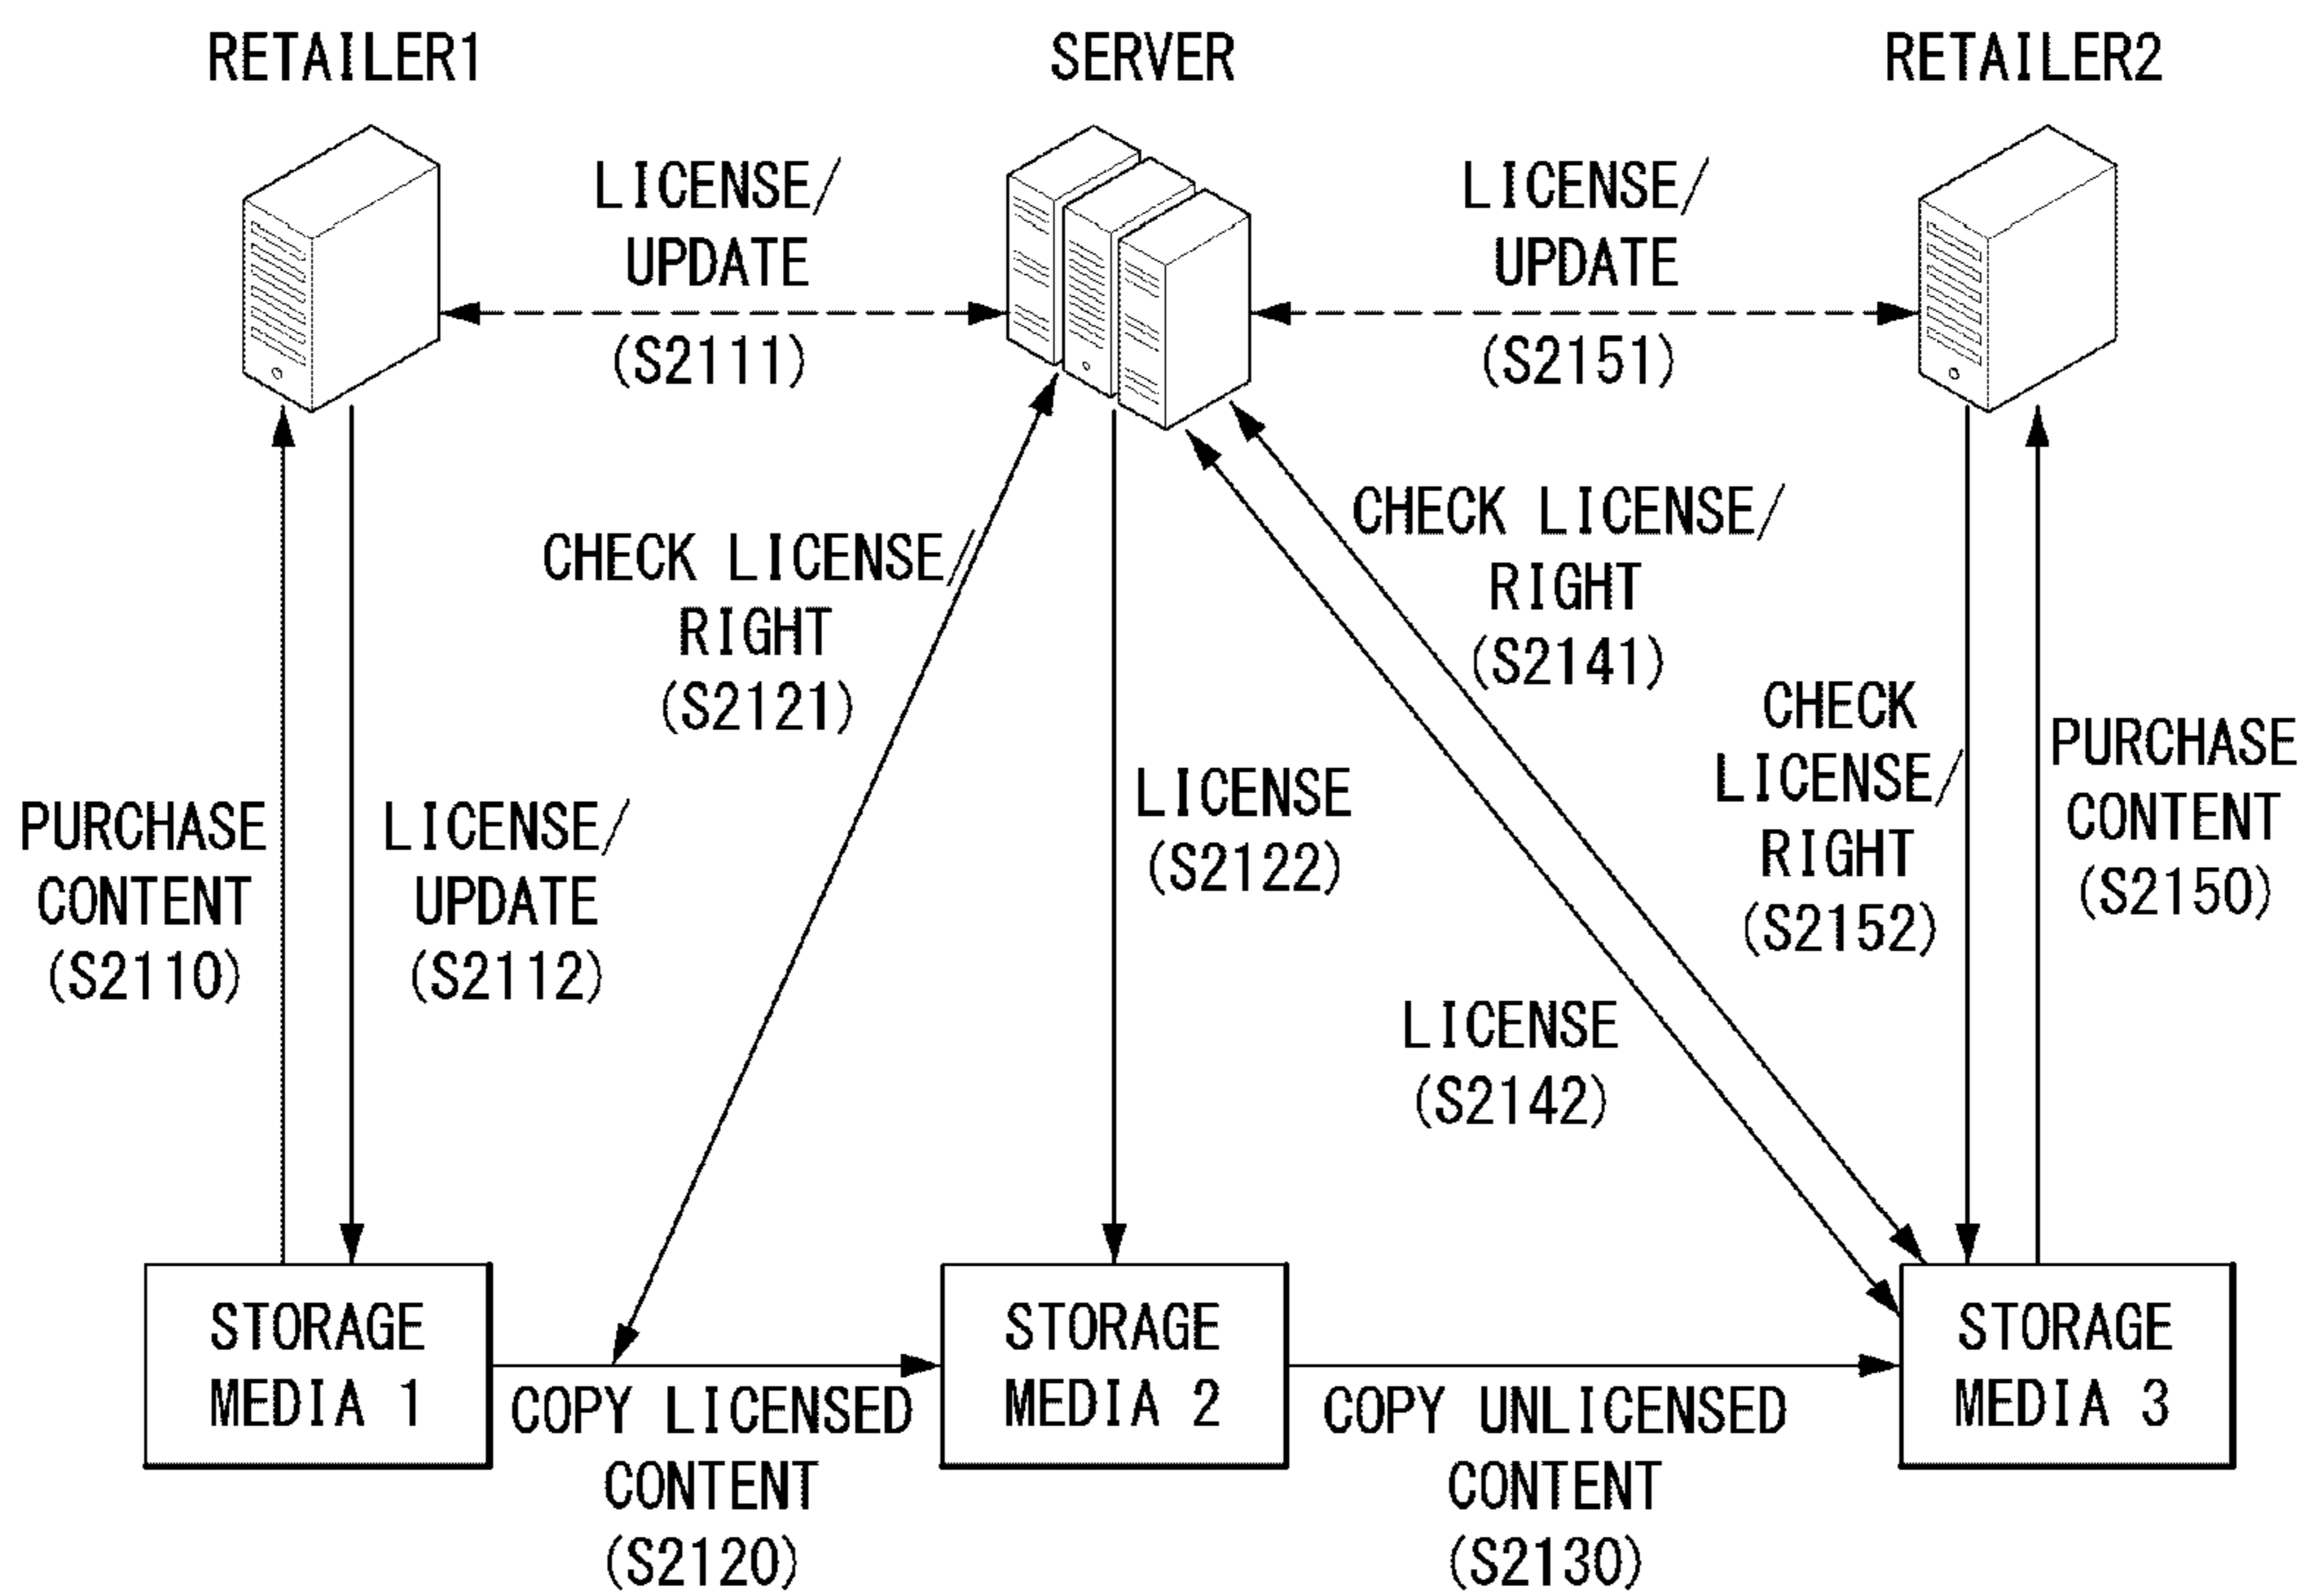 RETAILER1
SERVER
RETAILER2
LICENSE/
UPDATE
(S2111)
LICENSE/
UPDATE
(S2151)
CHECK LICENSE/
RIGHT
(S2121)
CHECK LICENSE/
RIGHT
(S2141)
PURCHASE
CONTENT
(S2110)
LICENSE/
UPDATE
(S2112)
LICENSE
(S2122)
LICENSE
(S2142)
CHECK
LICENSE/
RIGHT
(S2152)
PURCHASE
CONTENT
(S2150)
STORAGE
MEDIA 1
COPY LICENSED
CONTENT
(S2120)
STORAGE
MEDIA 2
COPY UNLICENSED
CONTENT
(S2130)
STORAGE
MEDIA 3